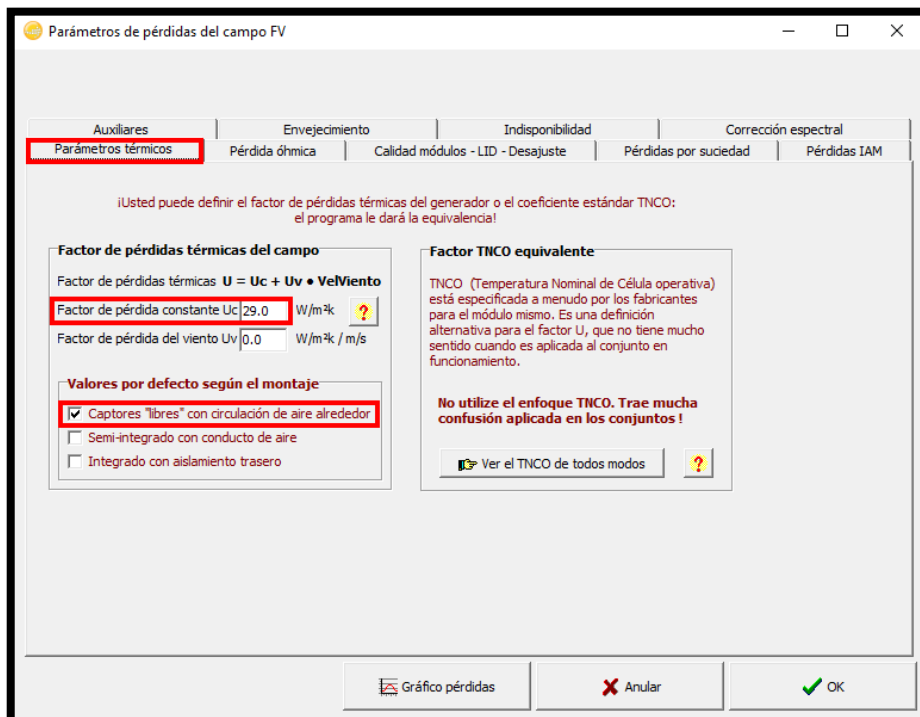 Parámetros de pérdidas del campo FV
Auxiliares
Envejecimiento
Indisponibilidad
Corrección espectral
Parámetros térmicos
Pérdida óhmica
Calidad módulos - LID - Desajuste
Pérdidas por suciedad
Pérdidas IAM
¡Usted puede definir el factor de pérdidas térmicas del generador o el coeficiente estándar TNCO:
el programa le dará la equivalencia!
Factor de pérdidas térmicas del campo
Factor de pérdidas térmicas U = Uc + Uv • VelViento
Factor de pérdida constante Uc 29.0 W/m²k ?
Factor de pérdida del viento Uv 0.0 W/m²k / m/s
Valores por defecto según el montaje
Captores "libres" con circulación de aire alrededor
Semi-integrado con conducto de aire
Integrado con aislamiento trasero
Factor TNCO equivalente
TNCO (Temperatura Nominal de Célula operativa)
está especificada a menudo por los fabricantes
para el módulo mismo. Es una definición
alternativa para el factor U, que no tiene mucho
sentido cuando es aplicada al conjunto en
funcionamiento.
No utilize el enfoque TNCO. Trae mucha
confusión aplicada en los conjuntos !
Ver el TNCO de todos modos ?
Gráfico pérdidas
Anular
OK